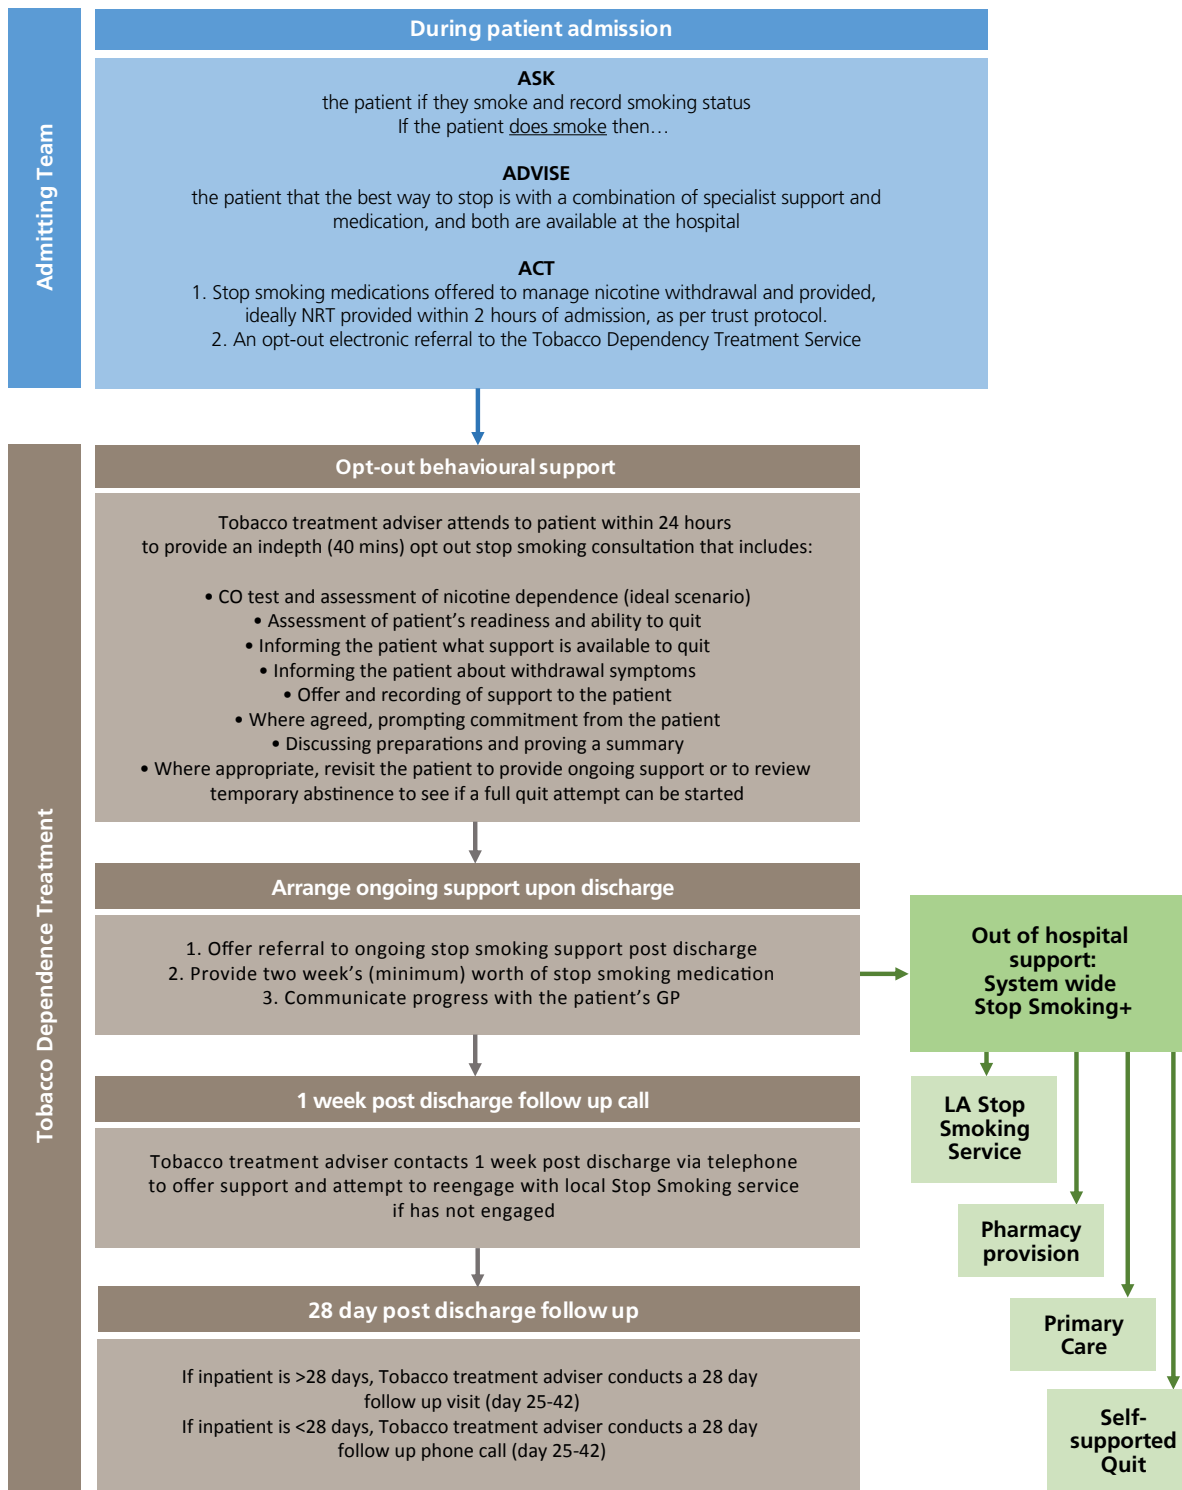 During patient admission
Admitting Team
ASK
the patient if they smoke and record smoking status
If the patient does smoke then…
ADVISE
the patient that the best way to stop is with a combination of specialist support and
medication, and both are available at the hospital
ACT
1. Stop smoking medications offered to manage nicotine withdrawal and provided,
ideally NRT provided within 2 hours of admission, as per trust protocol.
2. An opt-out electronic referral to the Tobacco Dependency Treatment Service
Tobacco Dependence Treatment
Opt-out behavioural support
Tobacco treatment adviser attends to patient within 24 hours
to provide an indepth (40 mins) opt out stop smoking consultation that includes:
• CO test and assessment of nicotine dependence (ideal scenario)
• Assessment of patient's readiness and ability to quit
• Informing the patient what support is available to quit
• Informing the patient about withdrawal symptoms
• Offer and recording of support to the patient
• Where agreed, prompting commitment from the patient
• Discussing preparations and proving a summary
• Where appropriate, revisit the patient to provide ongoing support or to review
temporary abstinence to see if a full quit attempt can be started
Arrange ongoing support upon discharge
1. Offer referral to ongoing stop smoking support post discharge
2. Provide two week's (minimum) worth of stop smoking medication
3. Communicate progress with the patient's GP
Out of hospital
support:
System wide
Stop Smoking+
1 week post discharge follow up call
Tobacco treatment adviser contacts 1 week post discharge via telephone
to offer support and attempt to reengage with local Stop Smoking service
if has not engaged
LA Stop
Smoking
Service
Pharmacy
provision
Primary
Care
Self-
supported
Quit
28 day post discharge follow up
If inpatient is >28 days, Tobacco treatment adviser conducts a 28 day
follow up visit (day 25-42)
If inpatient is <28 days, Tobacco treatment adviser conducts a 28 day
follow up phone call (day 25-42)